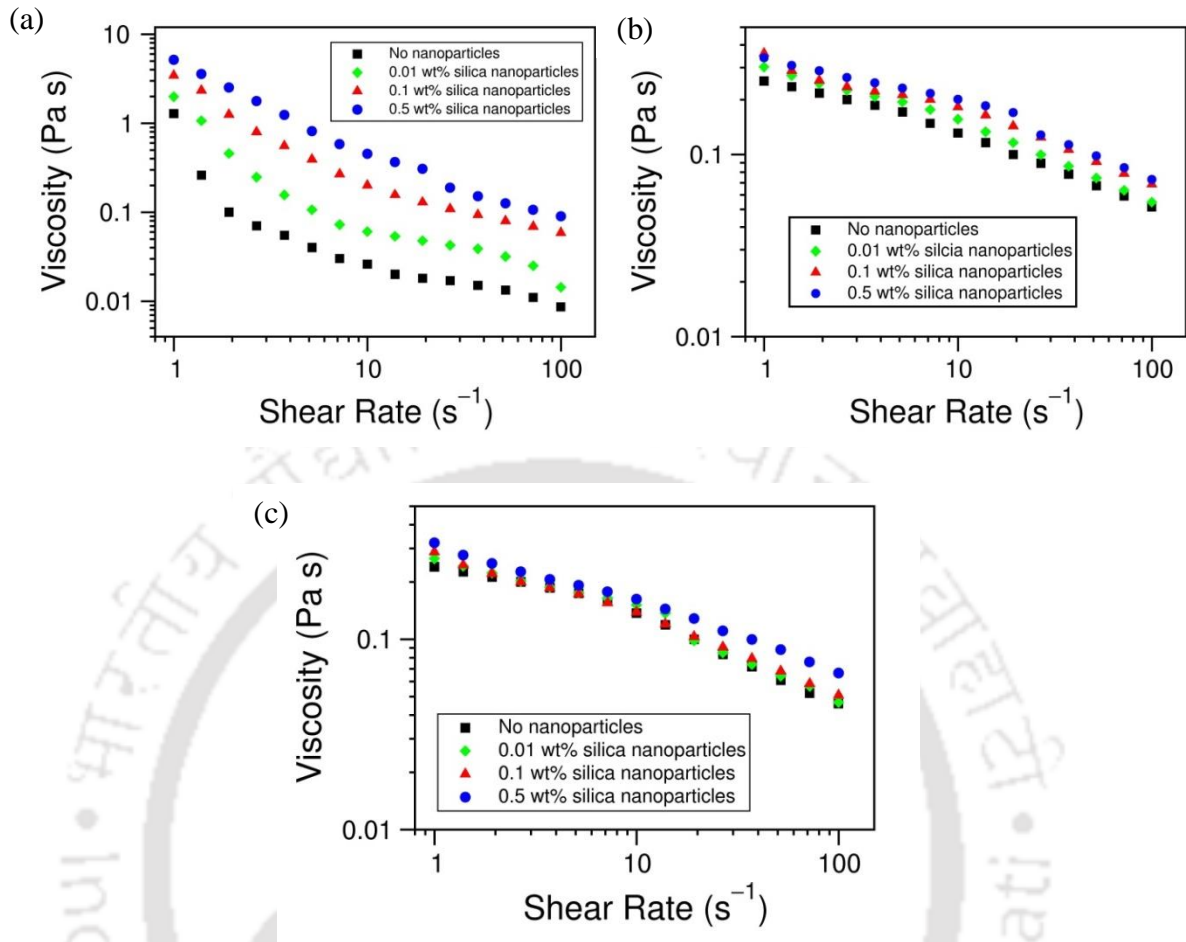 (a)
10
1
0.1
0.01
Viscosity (Pa s)
No nanoparticles
0.01 wt% silica nanoparticles
0.1 wt% silica nanoparticles
0.5 wt% silica nanoparticles
1
10
100
Shear Rate (s⁻¹)
(b)
0.1
0.01
Viscosity (Pa s)
No nanoparticles
0.01 wt% silcia nanoparticles
0.1 wt% silica nanoparticles
0.5 wt% silica nanoparticles
1
10
100
Shear Rate (s⁻¹)
(c)
0.1
0.01
Viscosity (Pa s)
No nanoparticles
0.01 wt% silica nanoparticles
0.1 wt% silica nanoparticles
0.5 wt% silica nanoparticles
1
10
100
Shear Rate (s⁻¹)
भारतीय